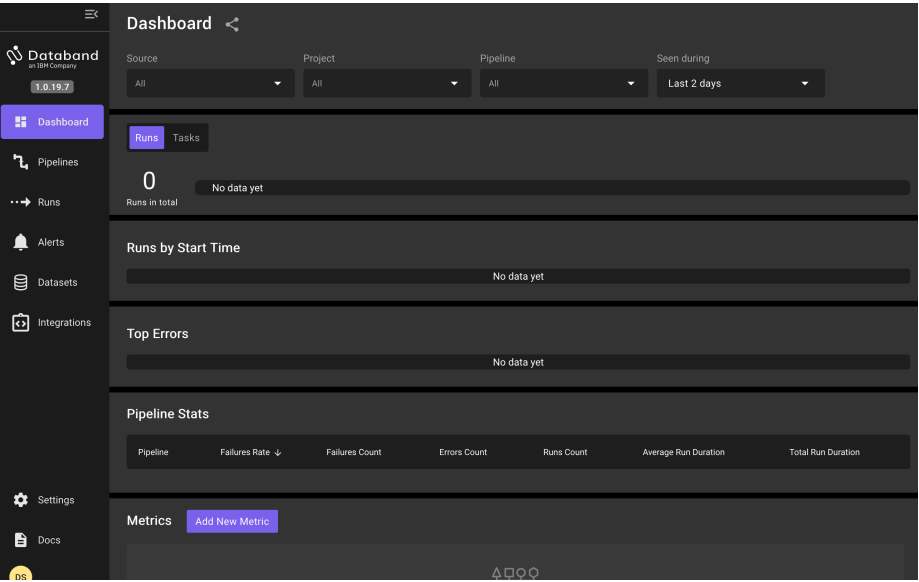 Dashboard
Source
Project
Pipeline
Seen during
All
All
All
Last 2 days
Databand
an IBM Company
1.0.19.7
Dashboard
Pipelines
Runs
Alerts
Datasets
Integrations
Settings
Docs
DS
Runs Tasks
0
Runs in total
No data yet
Runs by Start Time
No data yet
Top Errors
No data yet
Pipeline Stats
Pipeline Failures Rate Failures Count Errors Count Runs Count Average Run Duration Total Run Duration
Metrics Add New Metric